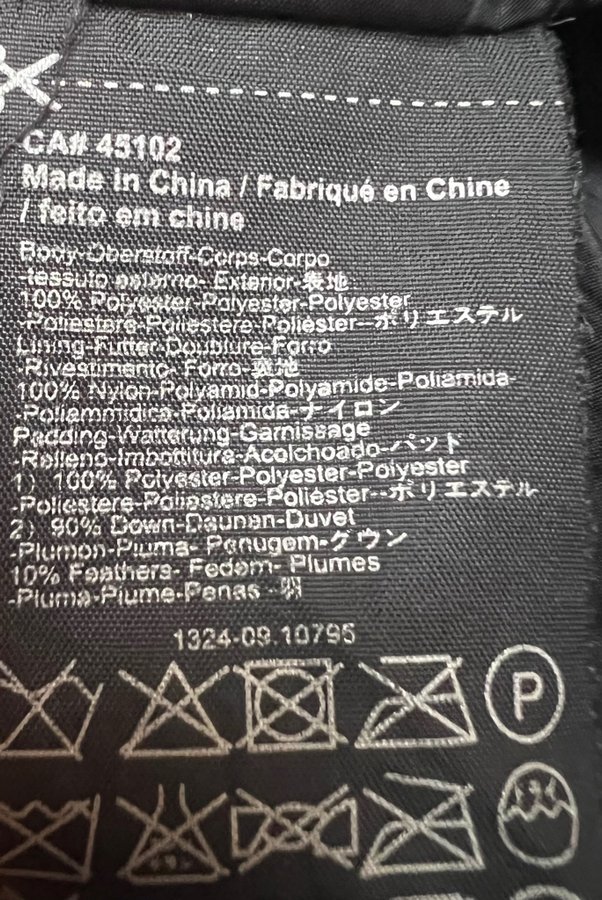 CA# 45102
Made in China / Fabriqué en Chine
/ feito em chine
Body-Oberstoff-Corps-Corpo
-Tessuto esterno- Exterior-表地
100% Polyester-Polyester-Polyester
-Poliestere-Poliestere-Poliéster--ポリエステル
Lining-Futter-Doublure-Forro
-Rivestimento- Forro-裏地
100% Nylon-Polyamid-Polyamide-Poliamida-
-Poliammidica-Poliamida-ナイロン
Padding-Watterung-Garnissage
-Relleno-Imbottitura-Acolchoado-パッド
1) 100% Polyester-Polyester-Polyester
-Poliestere-Poliestere-Poliéster--ポリエステル
2) 90% Down-Daunen-Duvet
-Plumon-Piuma- Penugem-ダウン
10% Feathers- Federn- Plumes
-Pluma-Piume-Penas -羽
1324-09.10795
P